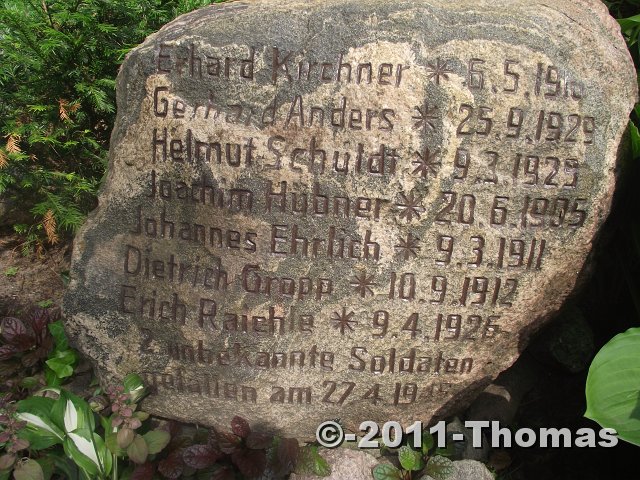 Erhard Kirchner * 6.5.191
Gerhard Anders * 25.9.1929
Helmut Schuldt * 9.3.1925
Joachim Hübner * 20.6.1905
Johannes Ehrlich * 9.3.1911
Dietrich Gropp * 10.9.1912
Erich Raichle * 9.4.1926
2 unbekannte Soldaten
gefallen am 27.4.1945
©-2011-Thomas